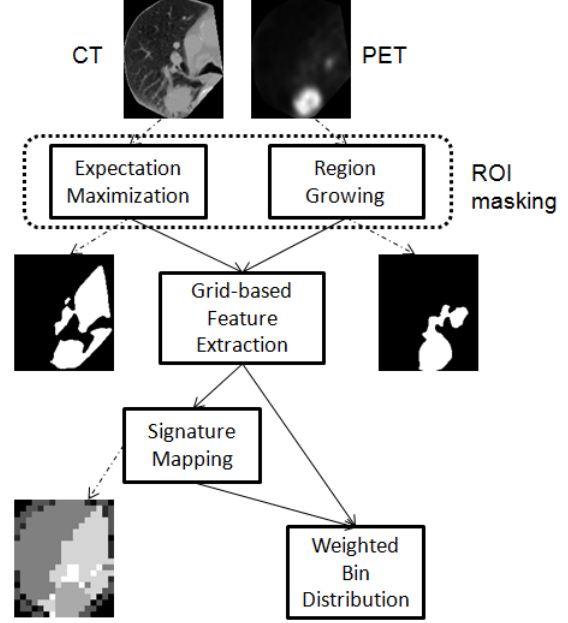 CT
PET
Expectation
Maximization
Region
Growing
ROI
masking
Grid-based
Feature
Extraction
Signature
Mapping
Weighted
Bin
Distribution